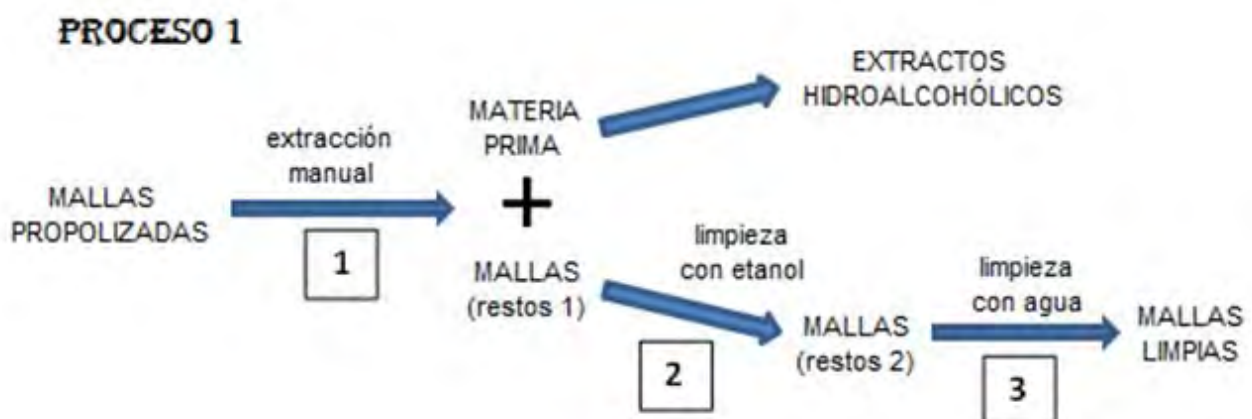 PROCESO 1
MALLAS
PROPOLIZADAS
extracción
manual
1
MATERIA
PRIMA
+
MALLAS
(restos 1)
EXTRACTOS
HIDROALCOHÓLICOS
limpieza
con etanol
2
MALLAS
(restos 2)
limpieza
con agua
3
MALLAS
LIMPIAS